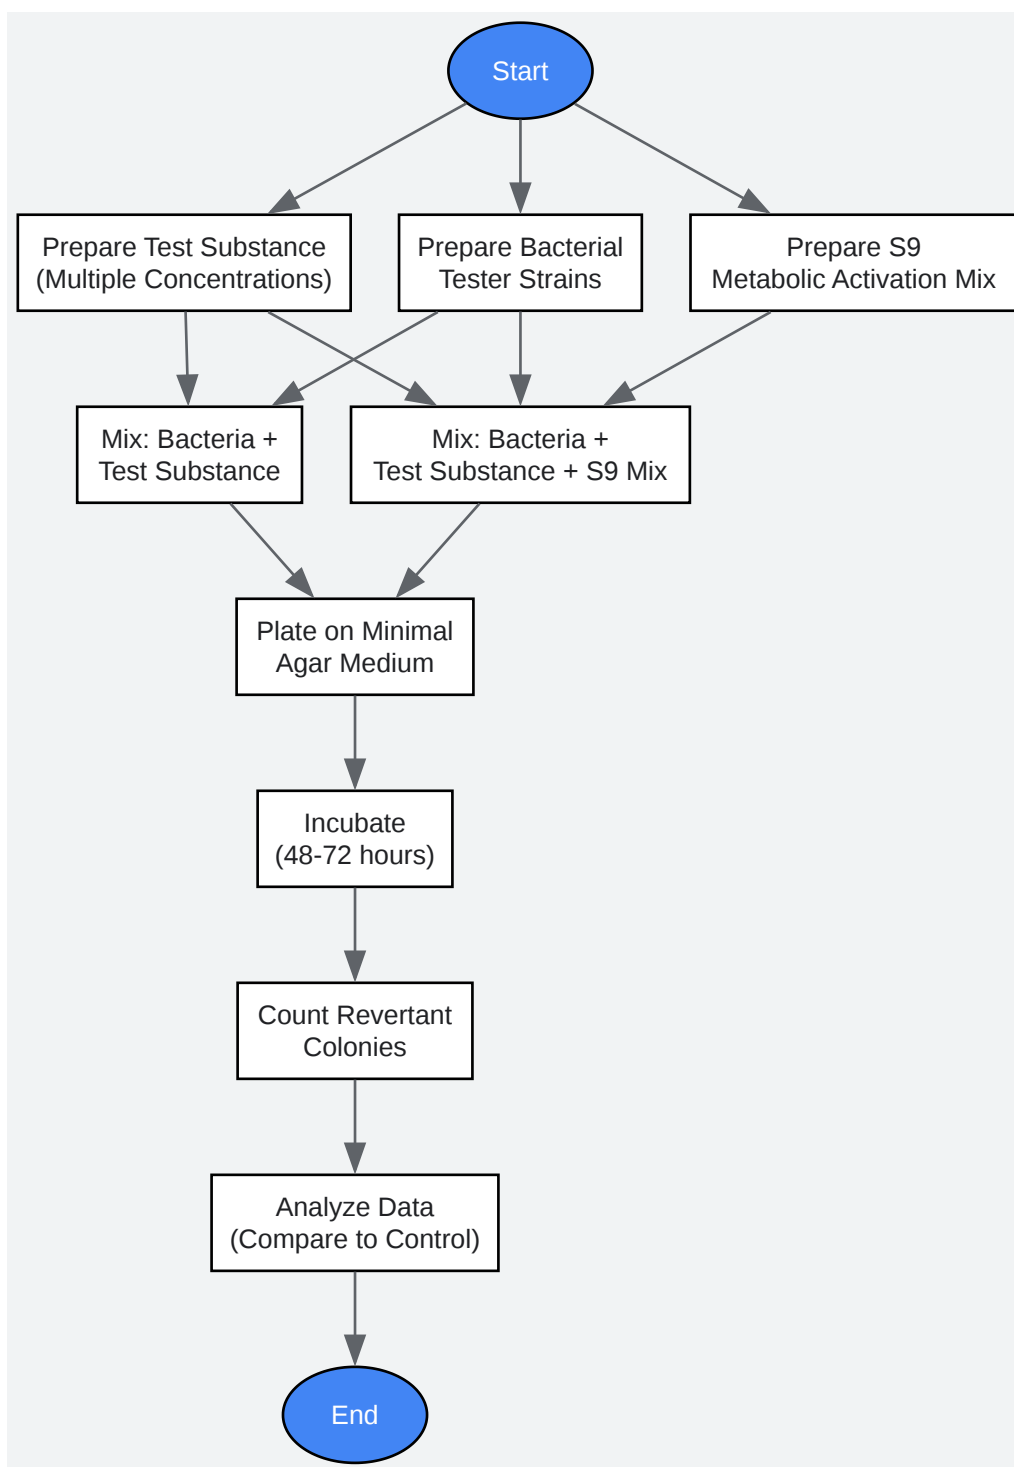 Start
Prepare Test Substance
(Multiple Concentrations)
Prepare Bacterial
Tester Strains
Prepare S9
Metabolic Activation Mix
Mix: Bacteria +
Test Substance
Mix: Bacteria +
Test Substance + S9 Mix
Plate on Minimal
Agar Medium
Incubate
(48-72 hours)
Count Revertant
Colonies
Analyze Data
(Compare to Control)
End